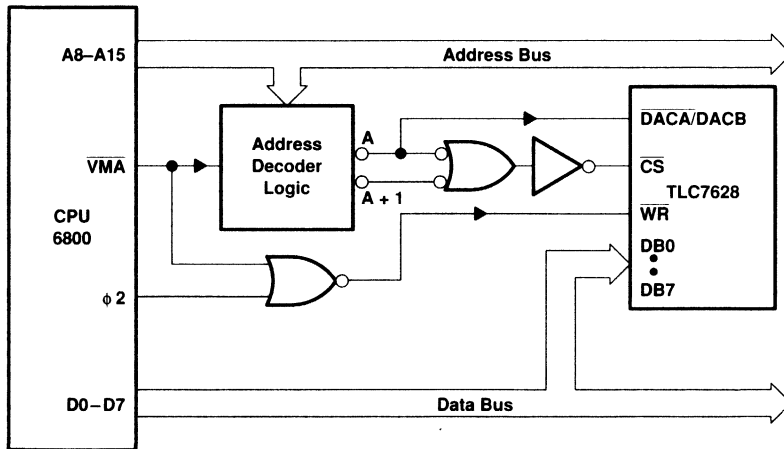 A8–A15
Address Bus
Address
Decoder
Logic
A
A + 1
DACA/DACB
VMA
CS
TLC7628
CPU
6800
WR
DB0
DB7
ϕ 2
D0–D7
Data Bus